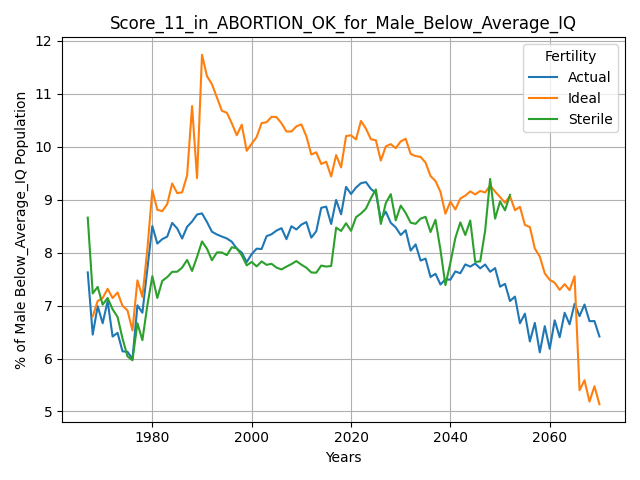 Score_11_in_ABORTION_OK_for_Male_Below_Average_IQ
% of Male Below_Average_IQ Population
12
11
10
9
8
7
6
5
Fertility
Actual
Ideal
Sterile
1980 2000 2020 2040 2060
Years